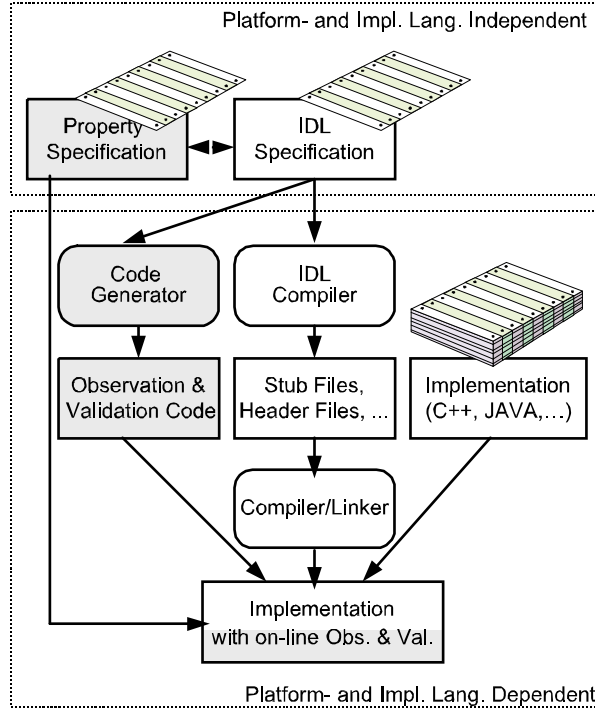 Platform- and Impl. Lang. Independent
Property
Specification
IDL
Specification
Code
Generator
IDL
Compiler
Observation &
Validation Code
Stub Files,
Header Files, ...
Implementation
(C++, JAVA,...)
Compiler/Linker
Implementation
with on-line Obs. & Val.
Platform- and Impl. Lang. Dependent